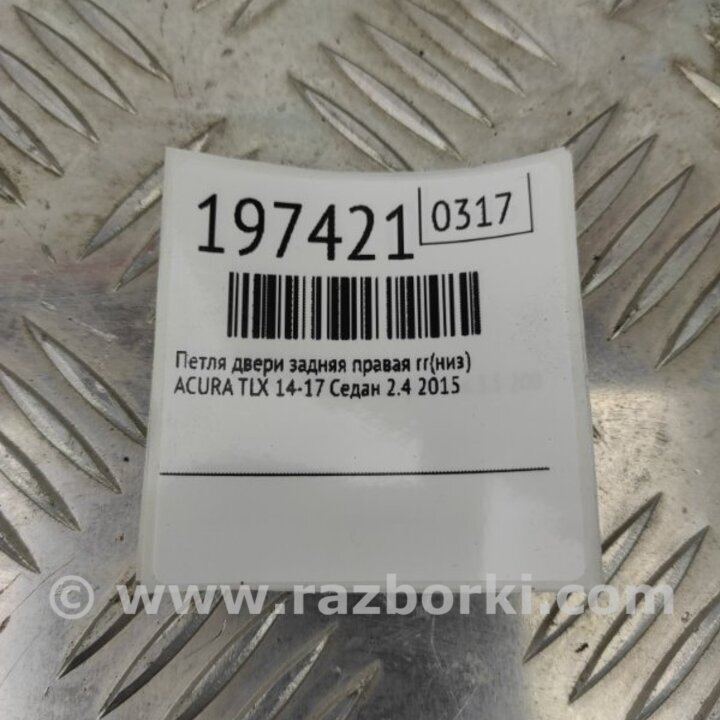 197421
0317
Петля двери задняя правая rr(низ)
ACURA TLX 14-17 Седан 2.4 2015
© www.razborki.com